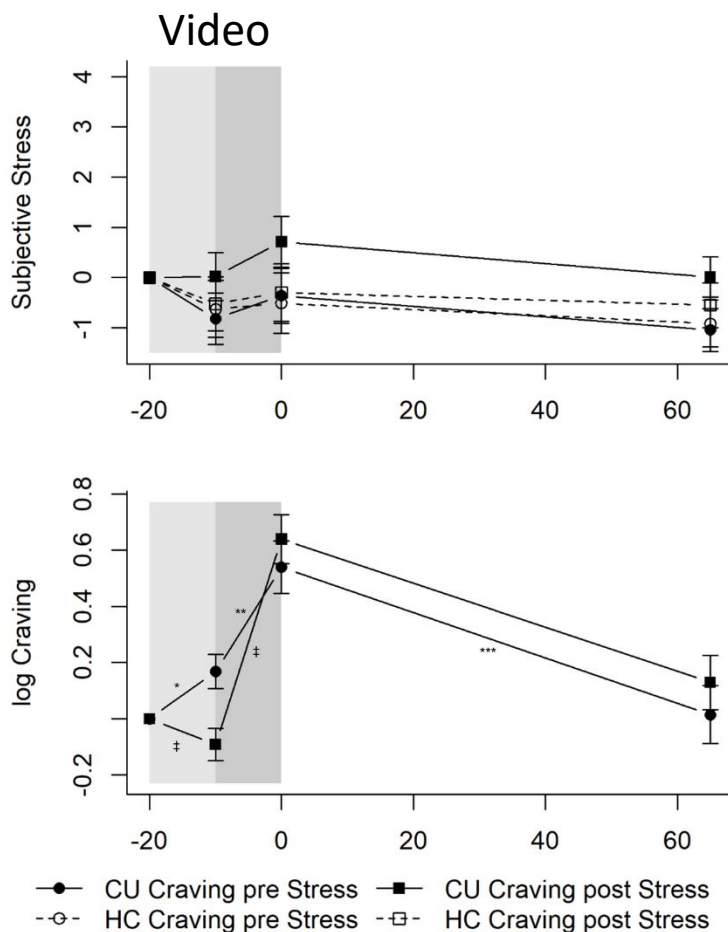 Video
Subjective Stress
4
3
2
1
0
-1
-20 0 20 40 60
log Craving
0.8
0.6
0.4
0.2
-0.2
*
**
‡
‡
***
-20 0 20 40 60
CU Craving pre Stress CU Craving post Stress
HC Craving pre Stress HC Craving post Stress